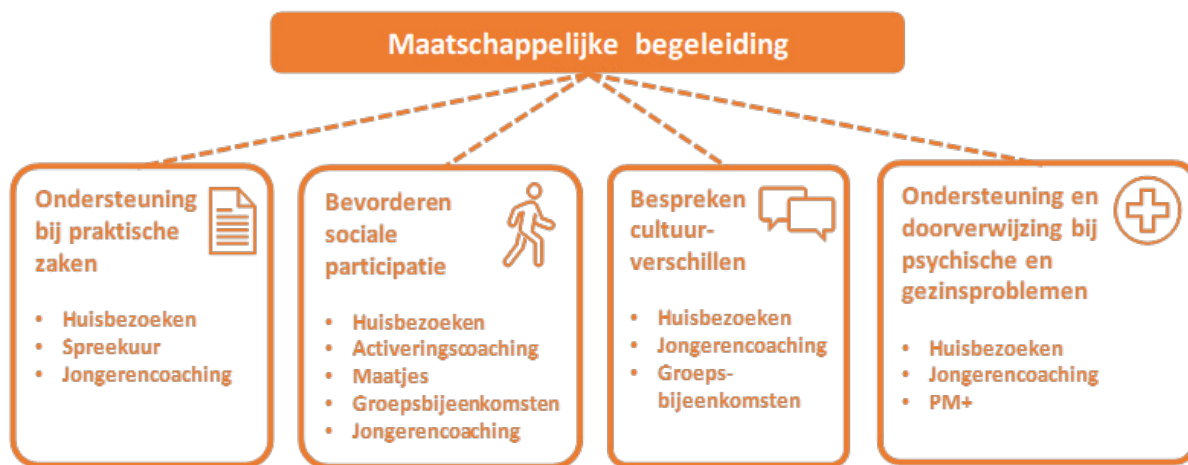 Maatschappelijke begeleiding
Ondersteuning
bij praktische
zaken
• Huisbezoeken
• Spreekuur
• Jongerencoaching
Bevorderen
sociale
participatie
• Huisbezoeken
• Activeringscoaching
• Maatjes
• Groepsbijeenkomsten
• Jongerencoaching
Bespreken
cultuur-
verschillen
• Huisbezoeken
• Jongerencoaching
• Groeps-
bijeenkomsten
Ondersteuning en
doorverwijzing bij
psychische en
gezinsproblemen
• Huisbezoeken
• Jongerencoaching
• PM+